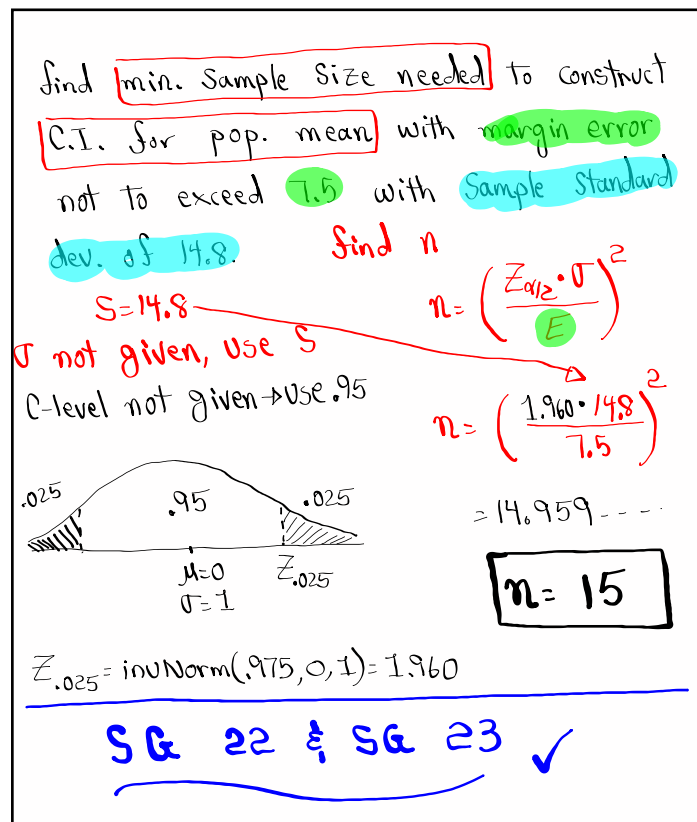 find min. Sample Size needed to construct
C.I. for pop. mean with margin error
not to exceed 7.5 with Sample Standard
dev. of 14.8. find n
S=14.8
n= (Zα/2 · σ / E)²
σ not given, use S
C-level not given → use .95
n= (1.960 · 14.8 / 7.5)²
.025 .95 .025
= 14.959----
μ=0 Z.025
σ=1
n= 15
Z.025 = invNorm(.975,0,1)=1.960
SG 22 & SG 23 ✓